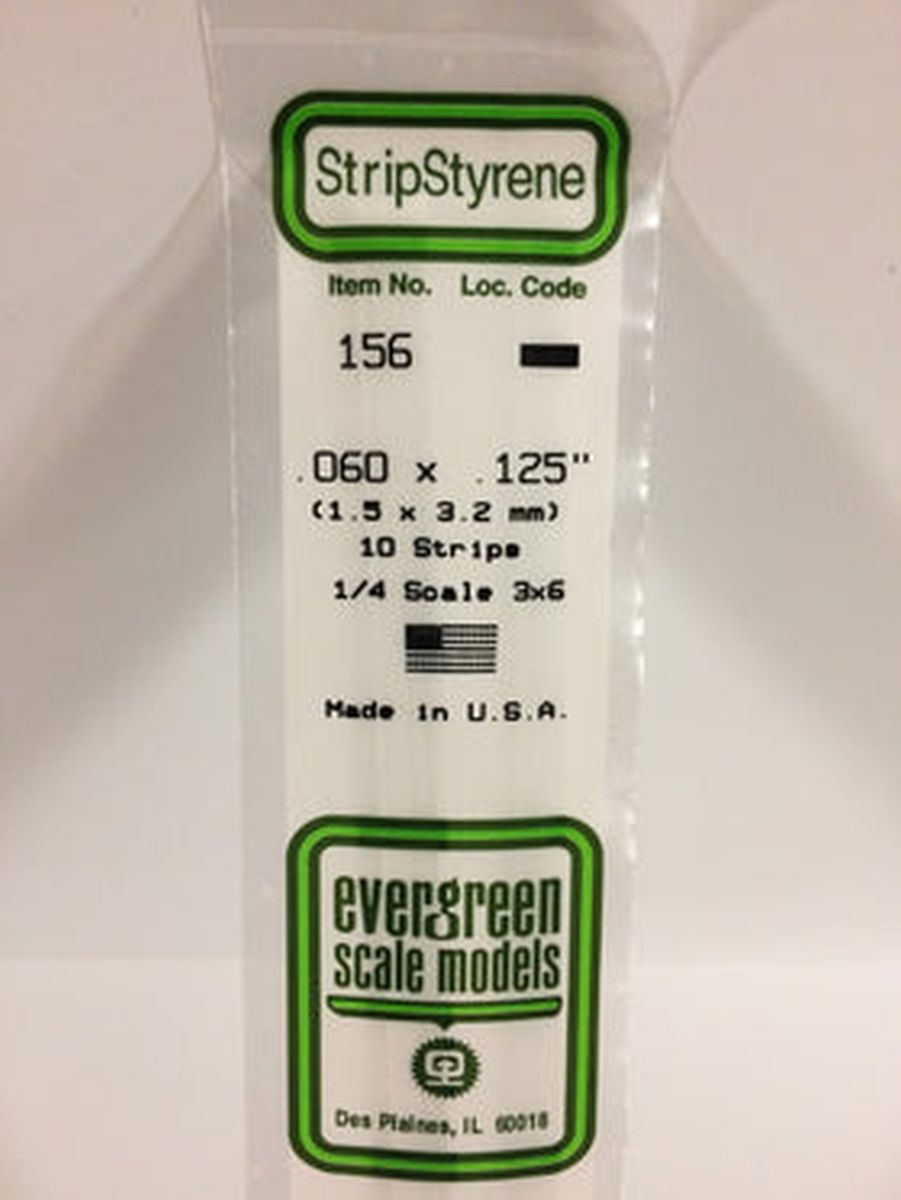 StripStyrene
Item No. Loc. Code
156
.060 x .125"
(1.5 x 3.2 mm)
10 Strips
1/4 Scale 3x6
Made in U.S.A.
evergreen
scale models
Des Plaines, IL 60018